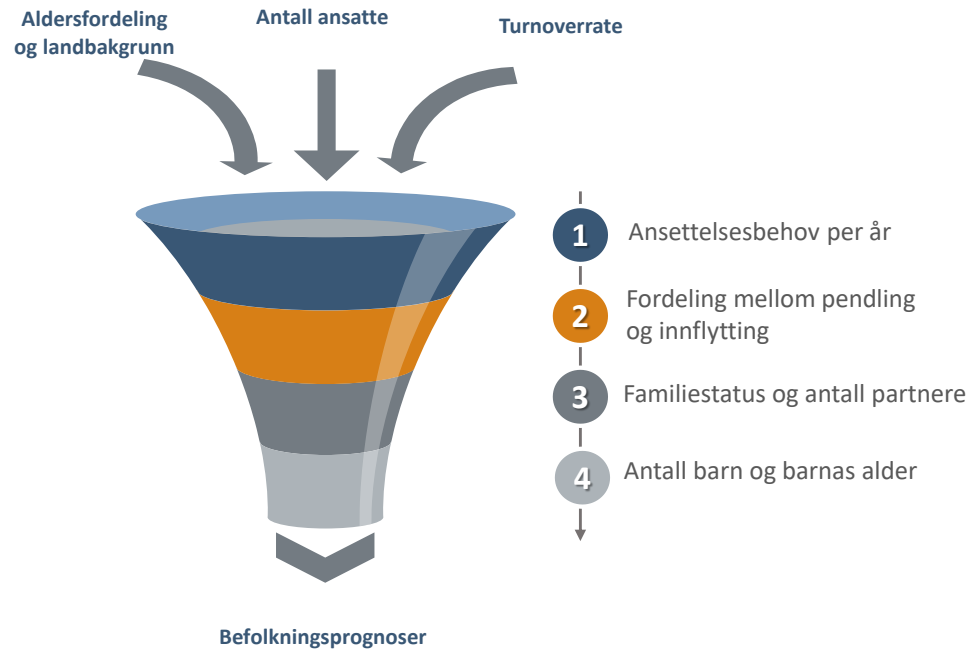 Aldersfordeling
og landbakgrunn
Antall ansatte
Turnoverrate
1
Ansettelsesbehov per år
2
Fordeling mellom pendling
og innflytting
3
Familiestatus og antall partnere
4
Antall barn og barnas alder
Befolkningsprognoser